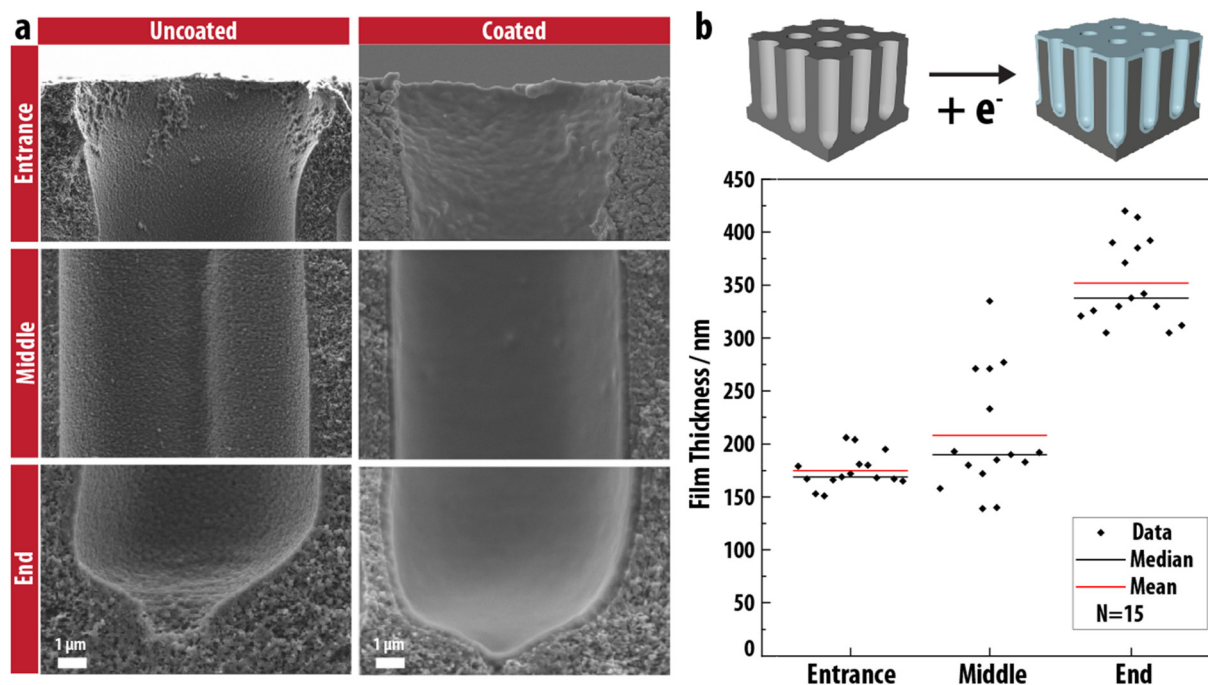 a
Uncoated
Coated
Entrance
Middle
End
1 µm
1 µm
b
+ e-
Film Thickness / nm
450
400
350
300
250
200
150
100
50
0
Entrance
Middle
End
Data
Median
Mean
N=15